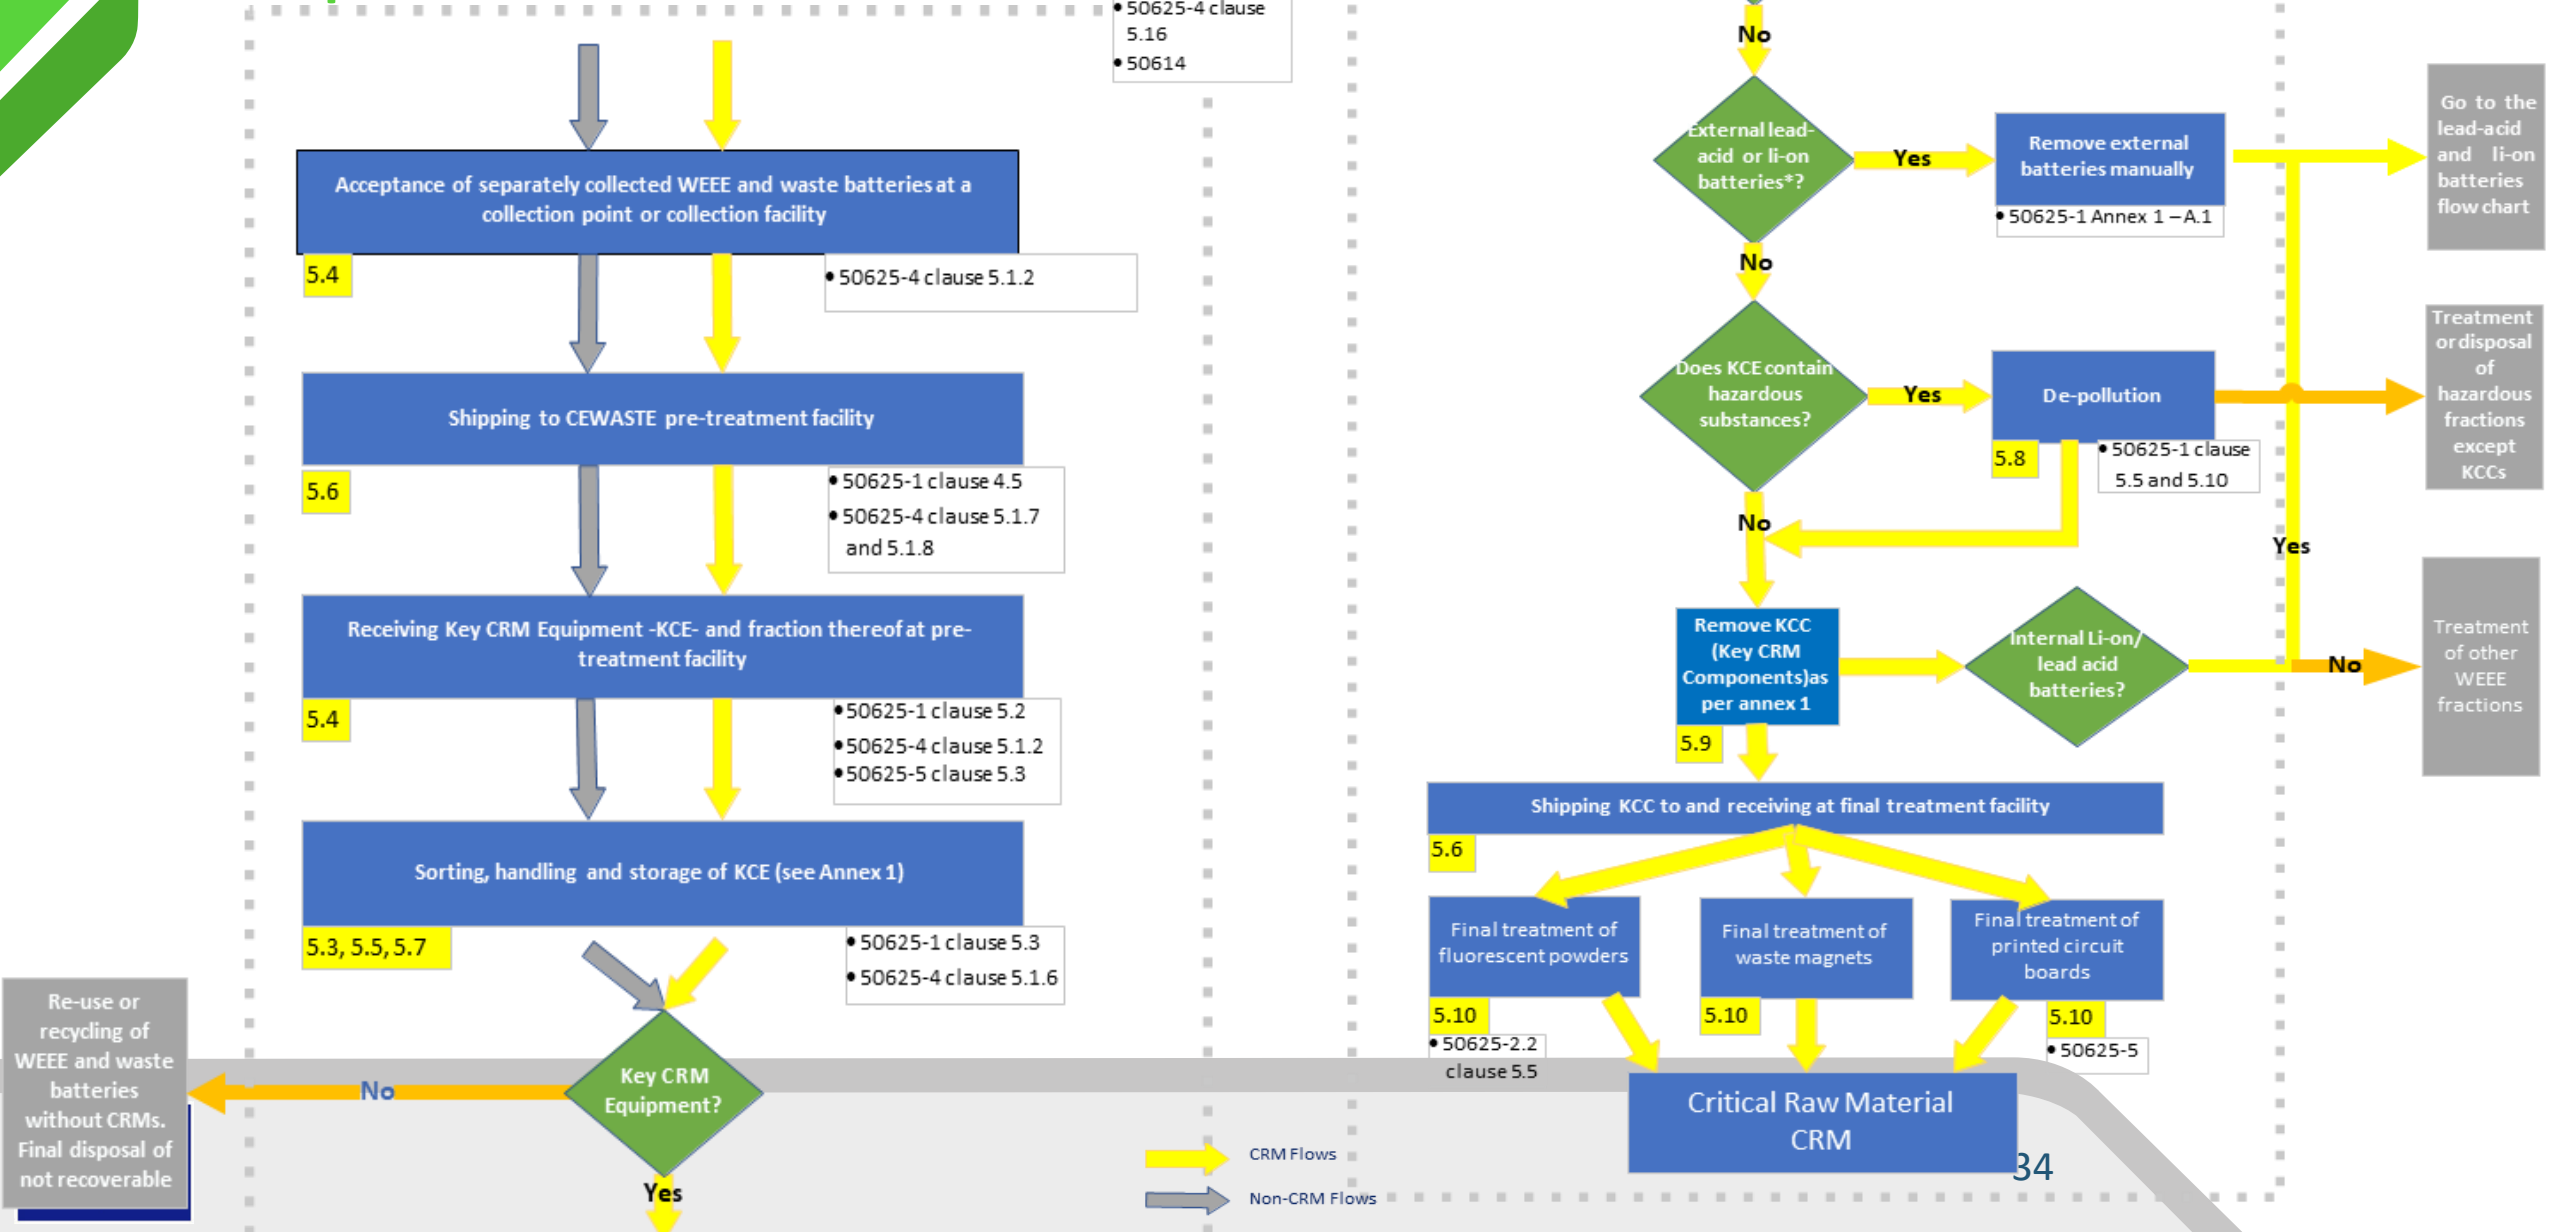 • 50625-4 clause
5.16
• 50614
Acceptance of separately collected WEEE and waste batteries at a
collection point or collection facility
5.4
• 50625-4 clause 5.1.2
Shipping to CEWASTE pre-treatment facility
5.6
• 50625-1 clause 4.5
• 50625-4 clause 5.1.7
and 5.1.8
Receiving Key CRM Equipment -KCE- and fraction thereof at pre-
treatment facility
5.4
• 50625-1 clause 5.2
• 50625-4 clause 5.1.2
• 50625-5 clause 5.3
Sorting, handling and storage of KCE (see Annex 1)
5.3, 5.5, 5.7
• 50625-1 clause 5.3
• 50625-4 clause 5.1.6
Key CRM
Equipment?
No
Re-use or
recycling of
WEEE and waste
batteries
without CRMs.
Final disposal of
not recoverable
Yes
CRM Flows
Non-CRM Flows
No
External lead-
acid or li-on
batteries*?
Yes
Remove external
batteries manually
• 50625-1 Annex 1 – A.1
Go to the
lead-acid
and li-on
batteries
flow chart
No
Does KCE contain
hazardous
substances?
Yes
De-pollution
5.8
• 50625-1 clause
5.5 and 5.10
Treatment
or disposal
of
hazardous
fractions
except
KCCs
No
Yes
Remove KCC
(Key CRM
Components)as
per annex 1
5.9
Internal Li-on/
lead acid
batteries?
No
Treatment
of other
WEEE
fractions
Shipping KCC to and receiving at final treatment facility
5.6
Final treatment of
fluorescent powders
5.10
• 50625-2.2
clause 5.5
Final treatment of
waste magnets
5.10
Final treatment of
printed circuit
boards
5.10
• 50625-5
Critical Raw Material
CRM
34